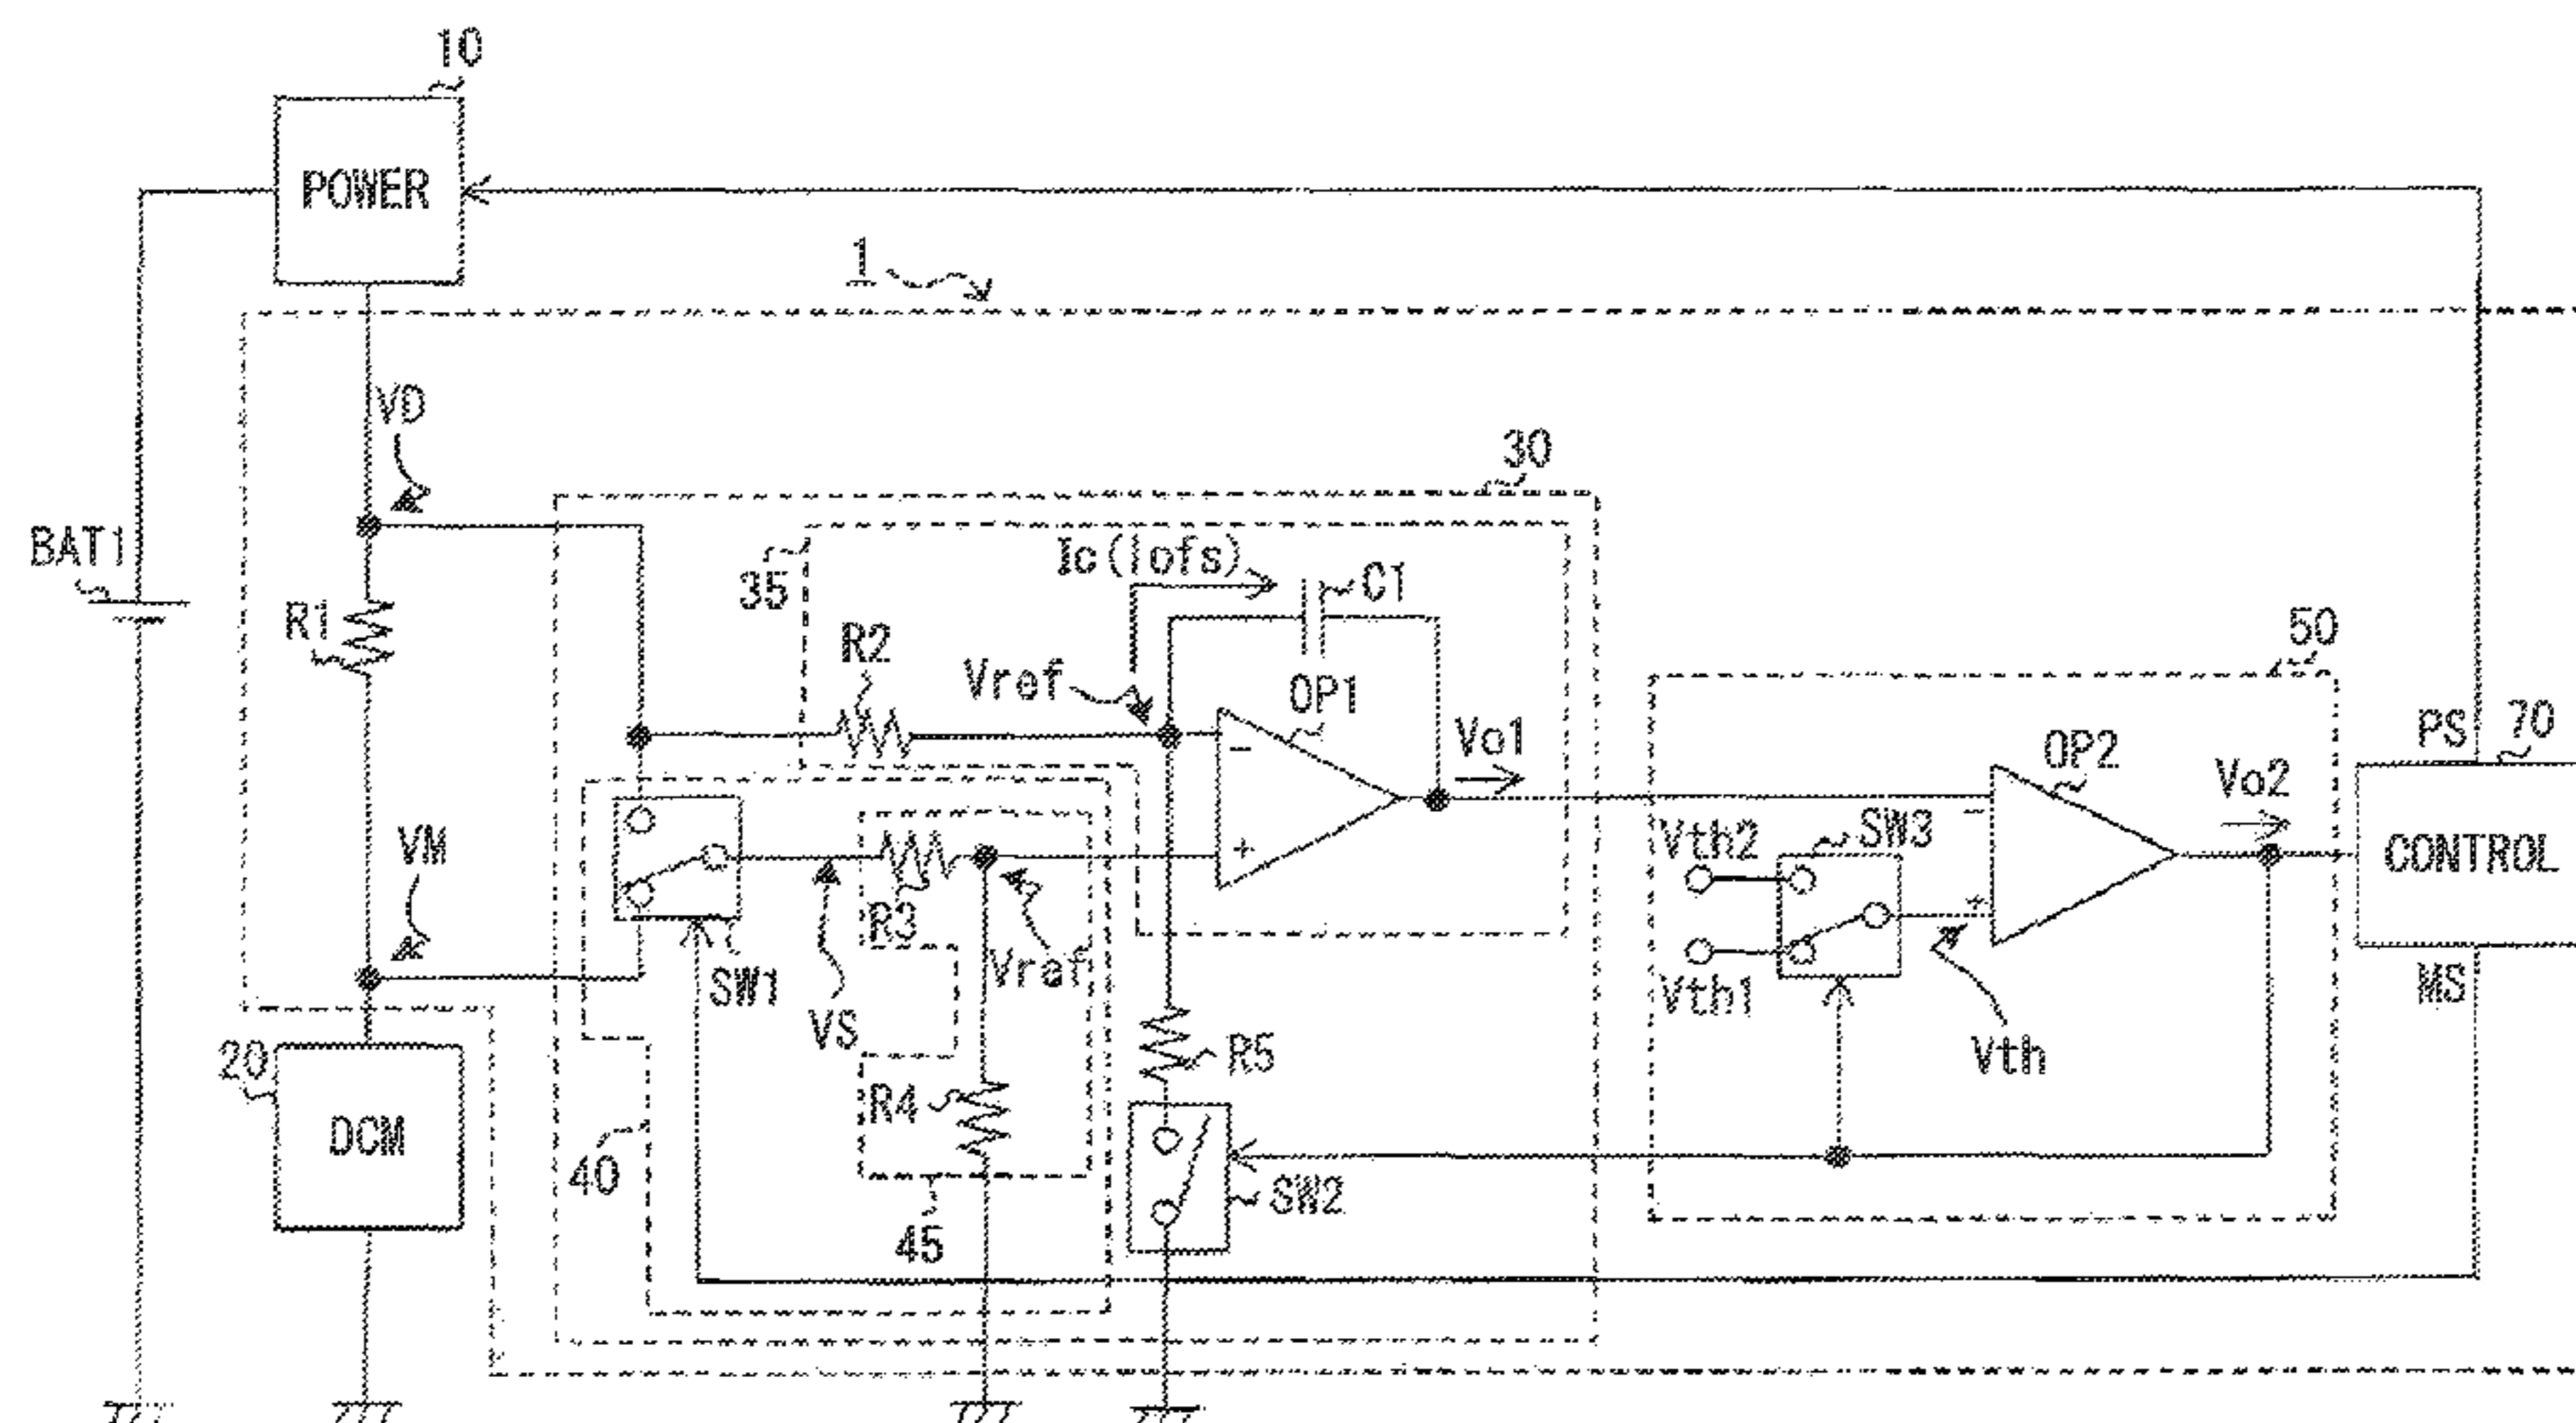 10
POWER
1
VD
30
BAT1
Ic(Iofs)
C1
35
R1
R2
50
Vref
OP1
PS
70
Vo1
OP2
Vo2
VM
Vth2
SW3
CONTROL
R3
SW1
Vref
Vth1
MS
VS
20
R5
Vth
R4
DCM
40
SW2
45